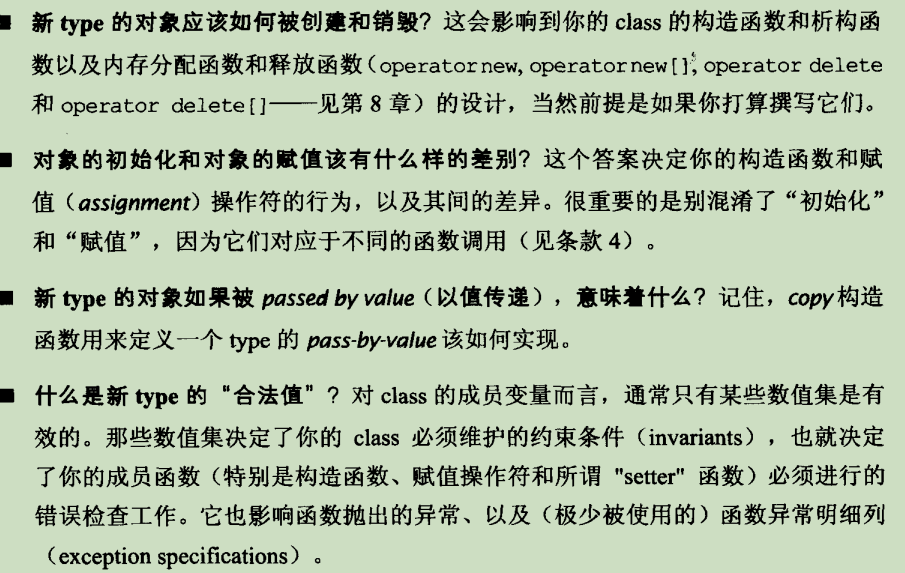 ■ 新 type 的对象应该如何被创建和销毁？这会影响到你的 class 的构造函数和析构函
数以及内存分配函数和释放函数（operator new, operator new[], operator delete
和 operator delete[]——见第 8 章）的设计，当然前提是如果你打算撰写它们。
■ 对象的初始化和对象的赋值该有什么样的差别？这个答案决定你的构造函数和赋
值（assignment）操作符的行为，以及其间的差异。很重要的是别混淆了“初始化”
和“赋值”，因为它们对应于不同的函数调用（见条款 4）。
■ 新 type 的对象如果被 passed by value（以值传递），意味着什么？记住，copy 构造
函数用来定义一个 type 的 pass-by-value 该如何实现。
■ 什么是新 type 的“合法值”？对 class 的成员变量而言，通常只有某些数值集是有
效的。那些数值集决定了你的 class 必须维护的约束条件（invariants），也就决定
了你的成员函数（特别是构造函数、赋值操作符和所谓 "setter" 函数）必须进行的
错误检查工作。它也影响函数抛出的异常、以及（极少被使用的）函数异常明细列
（exception specifications）。